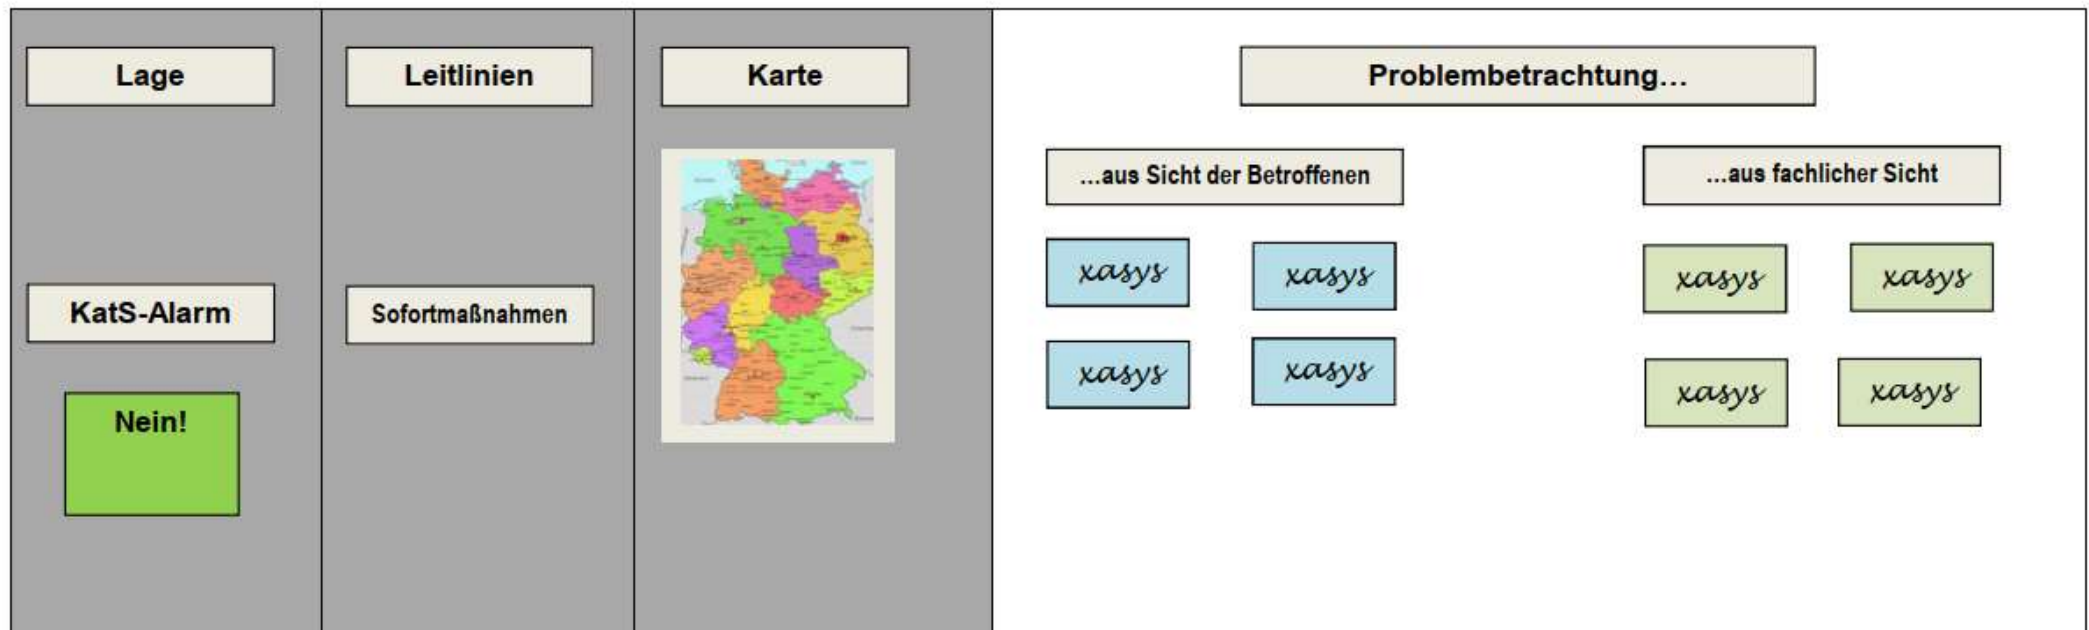 Lage
Leitlinien
Karte
Problembetrachtung…
…aus Sicht der Betroffenen
…aus fachlicher Sicht
xasys
xasys
xasys
xasys
KatS-Alarm
Sofortmaßnahmen
xasys
xasys
xasys
xasys
Nein!